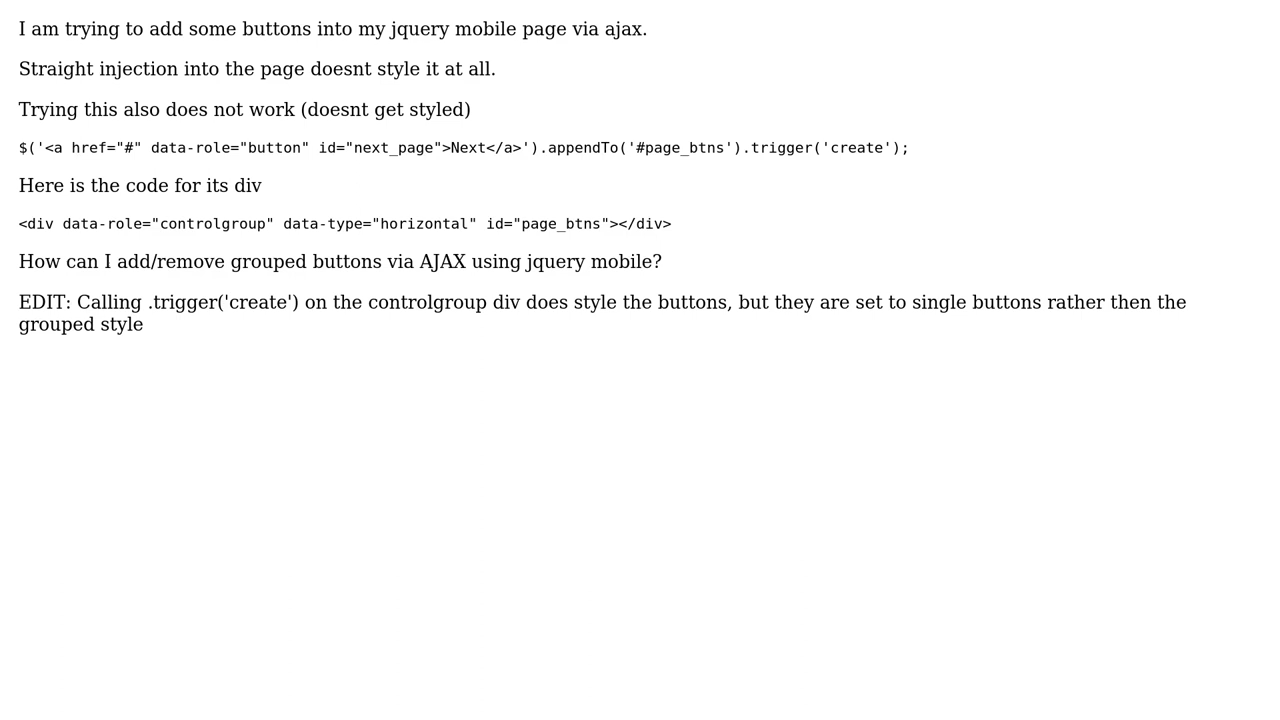 I am trying to add some buttons into my jquery mobile page via ajax.
Straight injection into the page doesnt style it at all.
Trying this also does not work (doesnt get styled)
$('<a href="#" data-role="button" id="next_page">Next</a>').appendTo('#page_btns').trigger('create');
Here is the code for its div
<div data-role="controlgroup" data-type="horizontal" id="page_btns"></div>
How can I add/remove grouped buttons via AJAX using jquery mobile?
EDIT: Calling .trigger('create') on the controlgroup div does style the buttons, but they are set to single buttons rather then the
grouped style